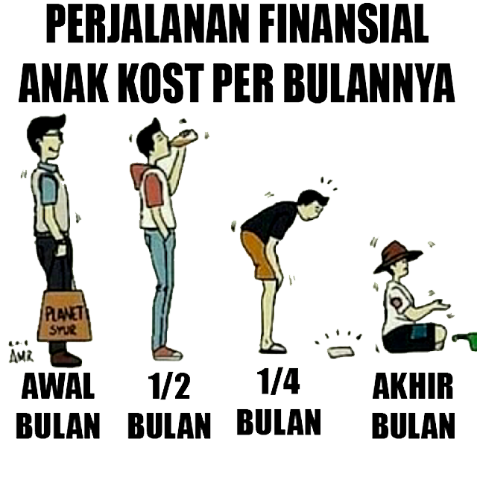 PERJALANAN FINANSIAL
ANAK KOST PER BULANNYA
PLANET
SYUR
AMR
AWAL
BULAN
1/2
BULAN
1/4
BULAN
AKHIR
BULAN